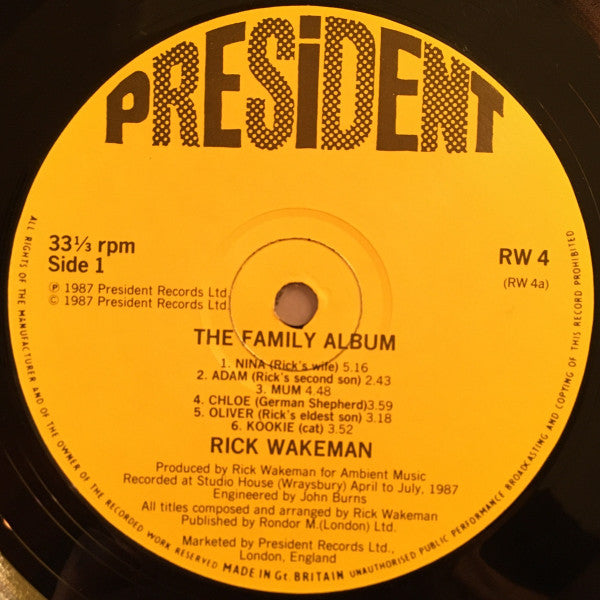 PRESiDENT
33⅓ rpm
Side 1
℗ 1987 President Records Ltd.
© 1987 President Records Ltd.
RW 4
(RW 4a)
THE FAMILY ALBUM
1. NINA (Rick's wife) 5.16
2. ADAM (Rick's second son) 2.43
3. MUM 4.48
4. CHLOE (German Shepherd)3.59
5. OLIVER (Rick's eldest son) 3.18
6. KOOKIE (cat) 3.52
RICK WAKEMAN
Produced by Rick Wakeman for Ambient Music
Recorded at Studio House (Wraysbury) April to July, 1987
Engineered by John Burns
All titles composed and arranged by Rick Wakeman
Published by Rondor M.(London) Ltd.
Marketed by President Records Ltd.,
London, England
ALL RIGHTS OF THE MANUFACTURER AND OF THE OWNER OF THE RECORDED WORK RESERVED. MADE IN Gt. BRITAIN UNAUTHORISED PUBLIC PERFORMANCE BROADCASTING AND COPYING OF THIS RECORD PROHIBITED